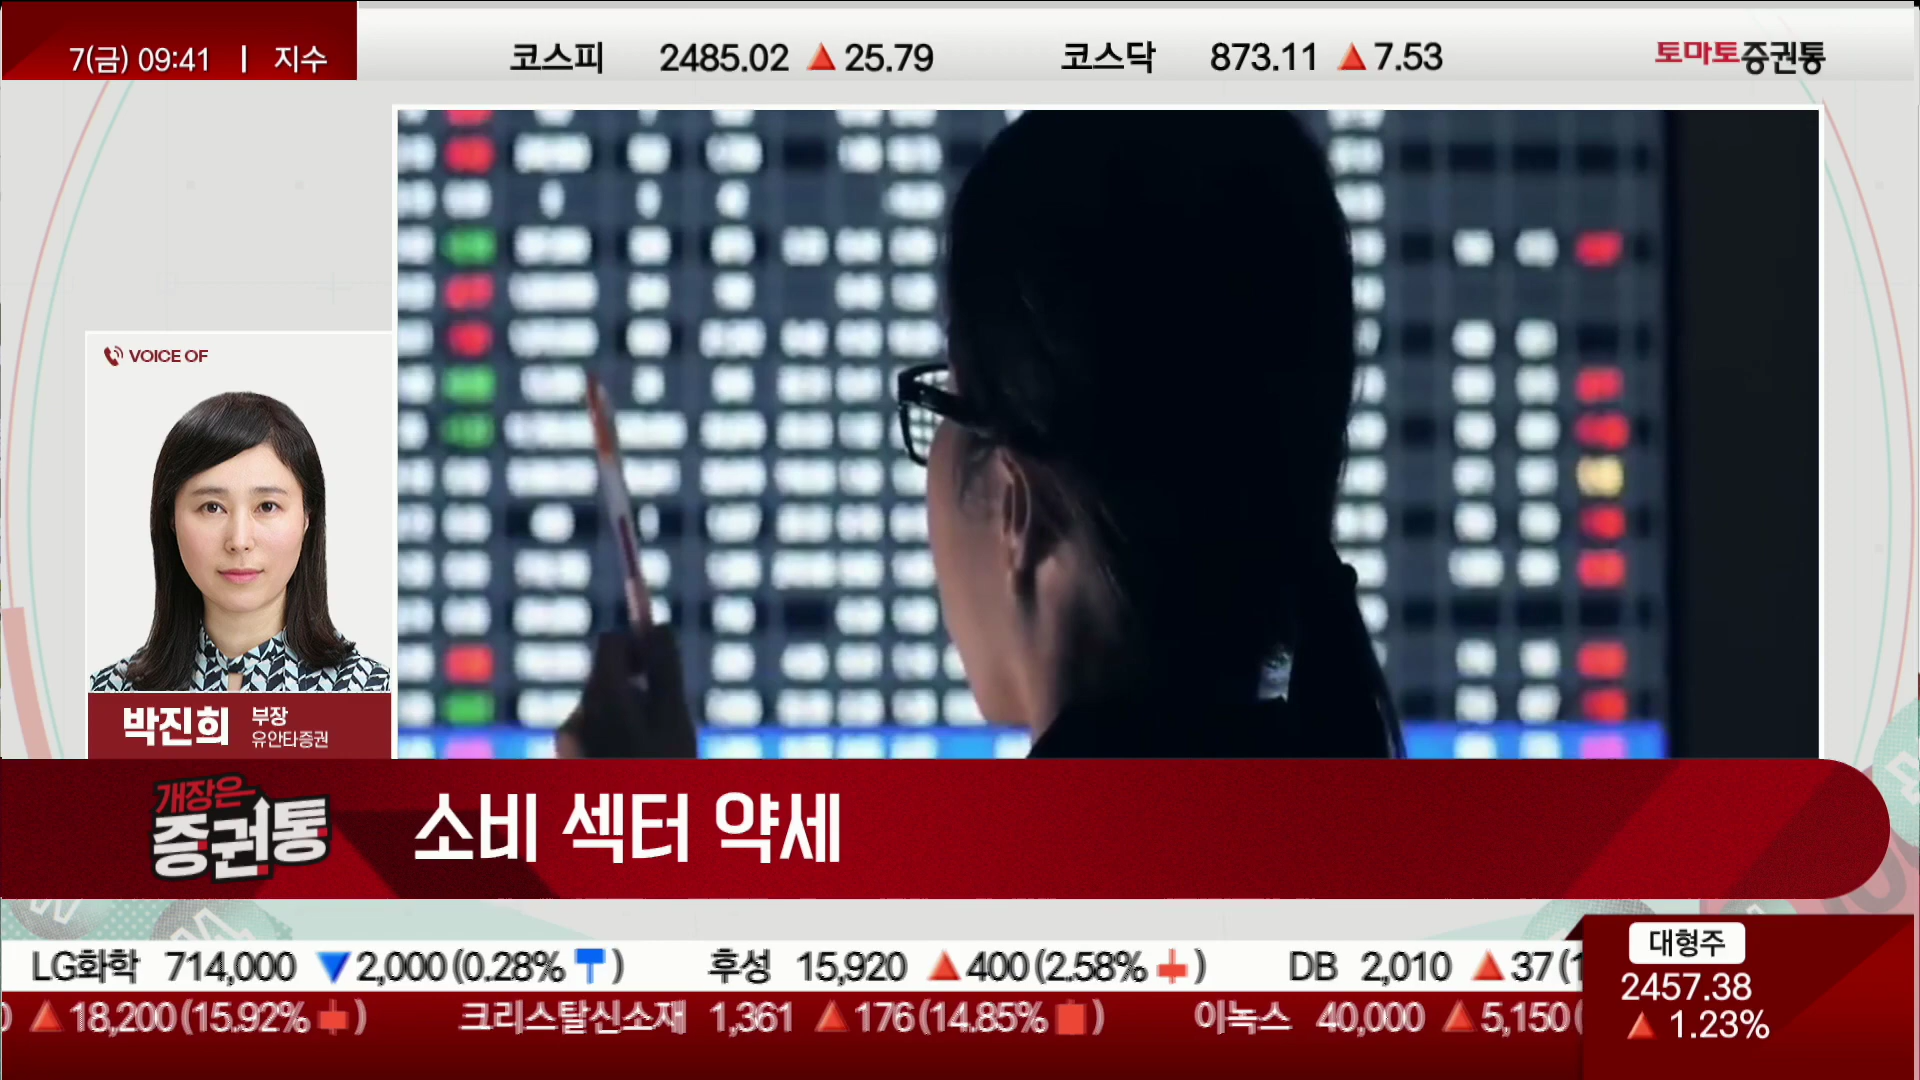 7(금) 09:41 | 지수
코스피 2485.02 ▲25.79 코스닥 873.11 ▲7.53
토마토증권통
VOICE OF
박진희 부장
유안타증권
개장은
증권통
소비 섹터 약세
LG화학 714,000 ▼2,000(0.28% ) 후성 15,920 ▲400(2.58% ) DB 2,010 ▲37(1
▲18,200(15.92% ) 크리스탈신소재 1,361 ▲176(14.85% ) 이녹스 40,000 ▲5,150(
대형주
2457.38
▲ 1.23%